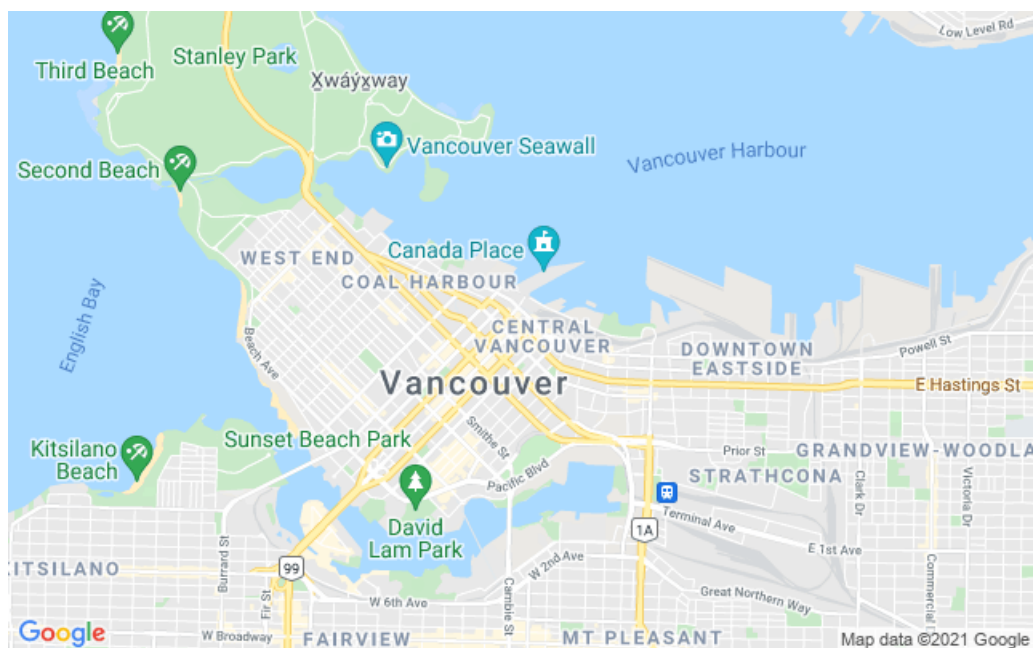 Low Level Rd
Stanley Park
Third Beach
X̱wáýx̱way
Vancouver Seawall
Vancouver Harbour
Second Beach
Canada Place
WEST END
COAL HARBOUR
English Bay
CENTRAL
VANCOUVER
DOWNTOWN
EASTSIDE
Powell St
Beach Ave
Vancouver
E Hastings St
Kitsilano
Beach
Sunset Beach Park
Smithe St
Prior St
GRANDVIEW-WOODLA
STRATHCONA
Pacific Blvd
Clark Dr
Victoria Dr
David
Lam Park
Terminal Ave
1A
E 1st Ave
KITSILANO
Burrard St
99
Fir St
W 2nd Ave
Cambie St
Commercial D
Great Northern Way
W 6th Ave
Google
W Broadway
FAIRVIEW
MT PLEASANT
Map data ©2021 Google